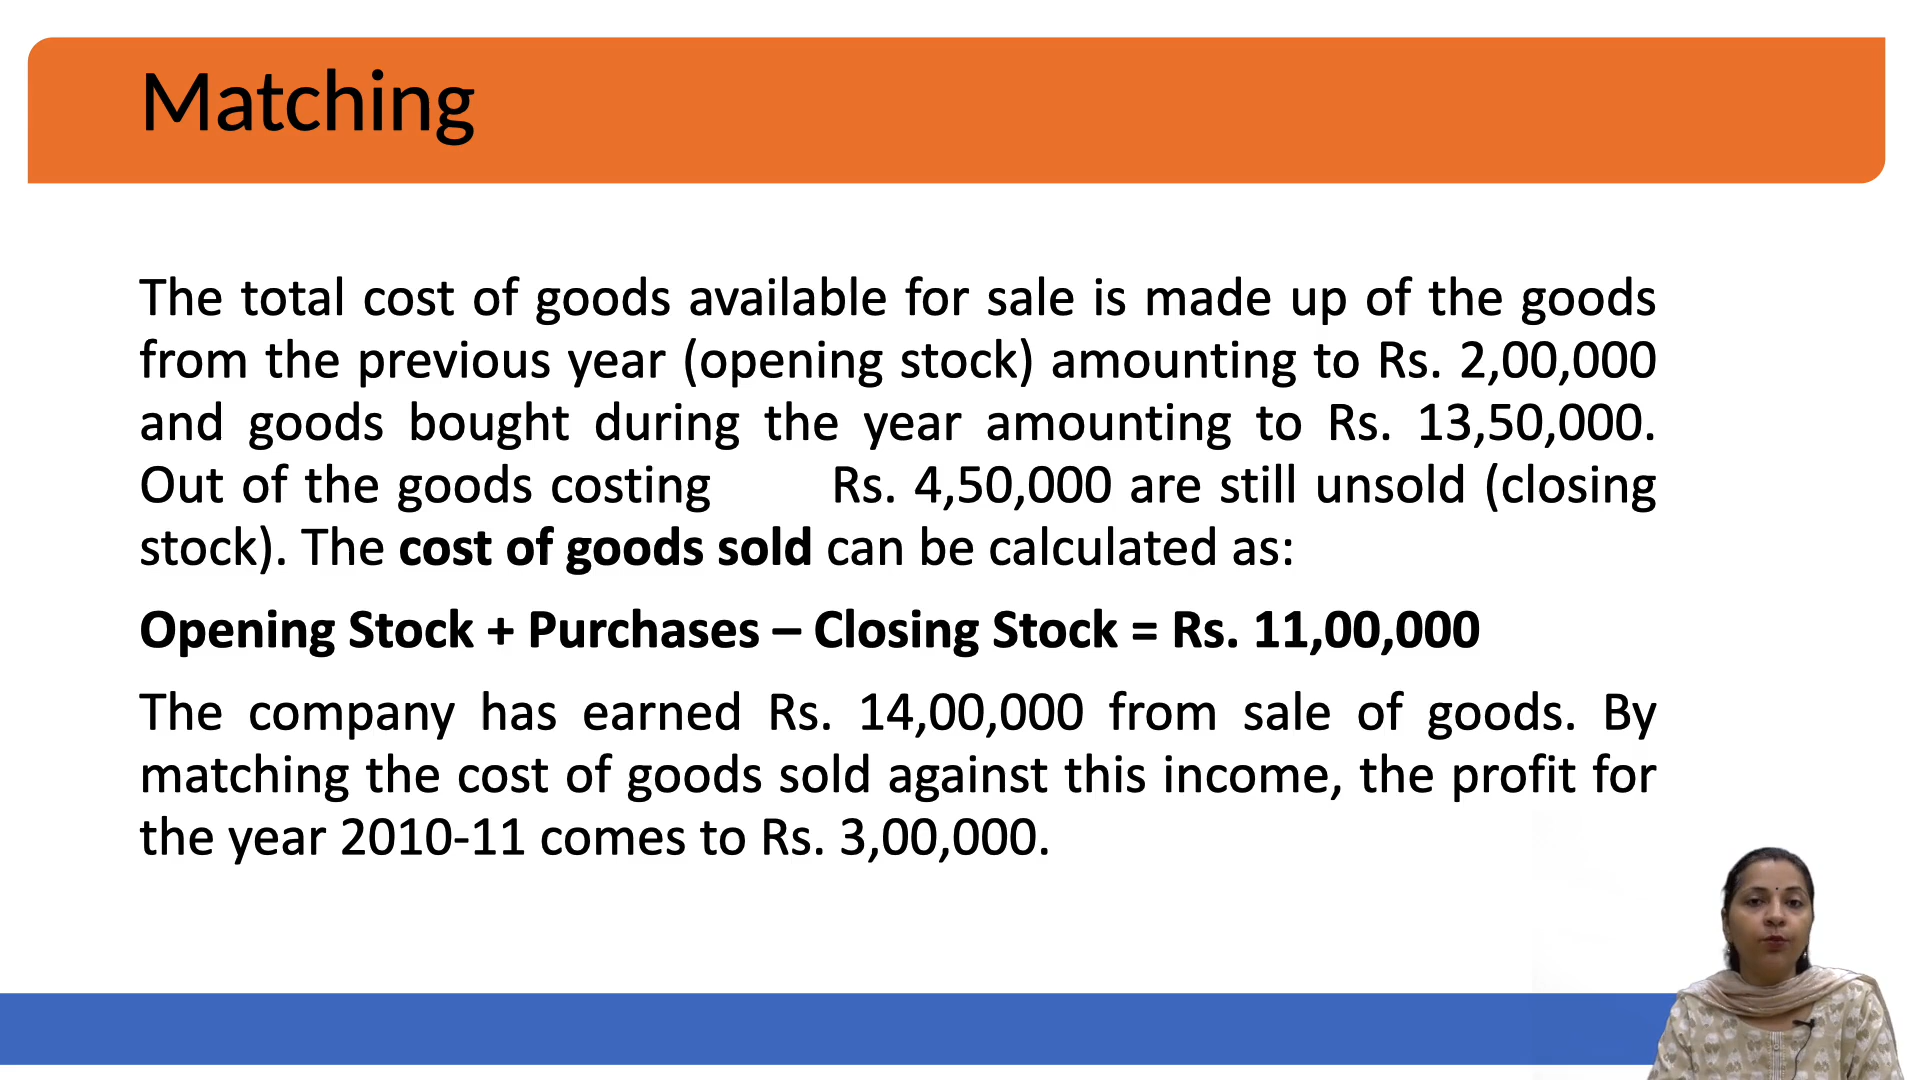 Matching
The total cost of goods available for sale is made up of the goods
from the previous year (opening stock) amounting to Rs. 2,00,000
and goods bought during the year amounting to Rs. 13,50,000.
Out of the goods costing Rs. 4,50,000 are still unsold (closing
stock). The cost of goods sold can be calculated as:
Opening Stock + Purchases – Closing Stock = Rs. 11,00,000
The company has earned Rs. 14,00,000 from sale of goods. By
matching the cost of goods sold against this income, the profit for
the year 2010-11 comes to Rs. 3,00,000.